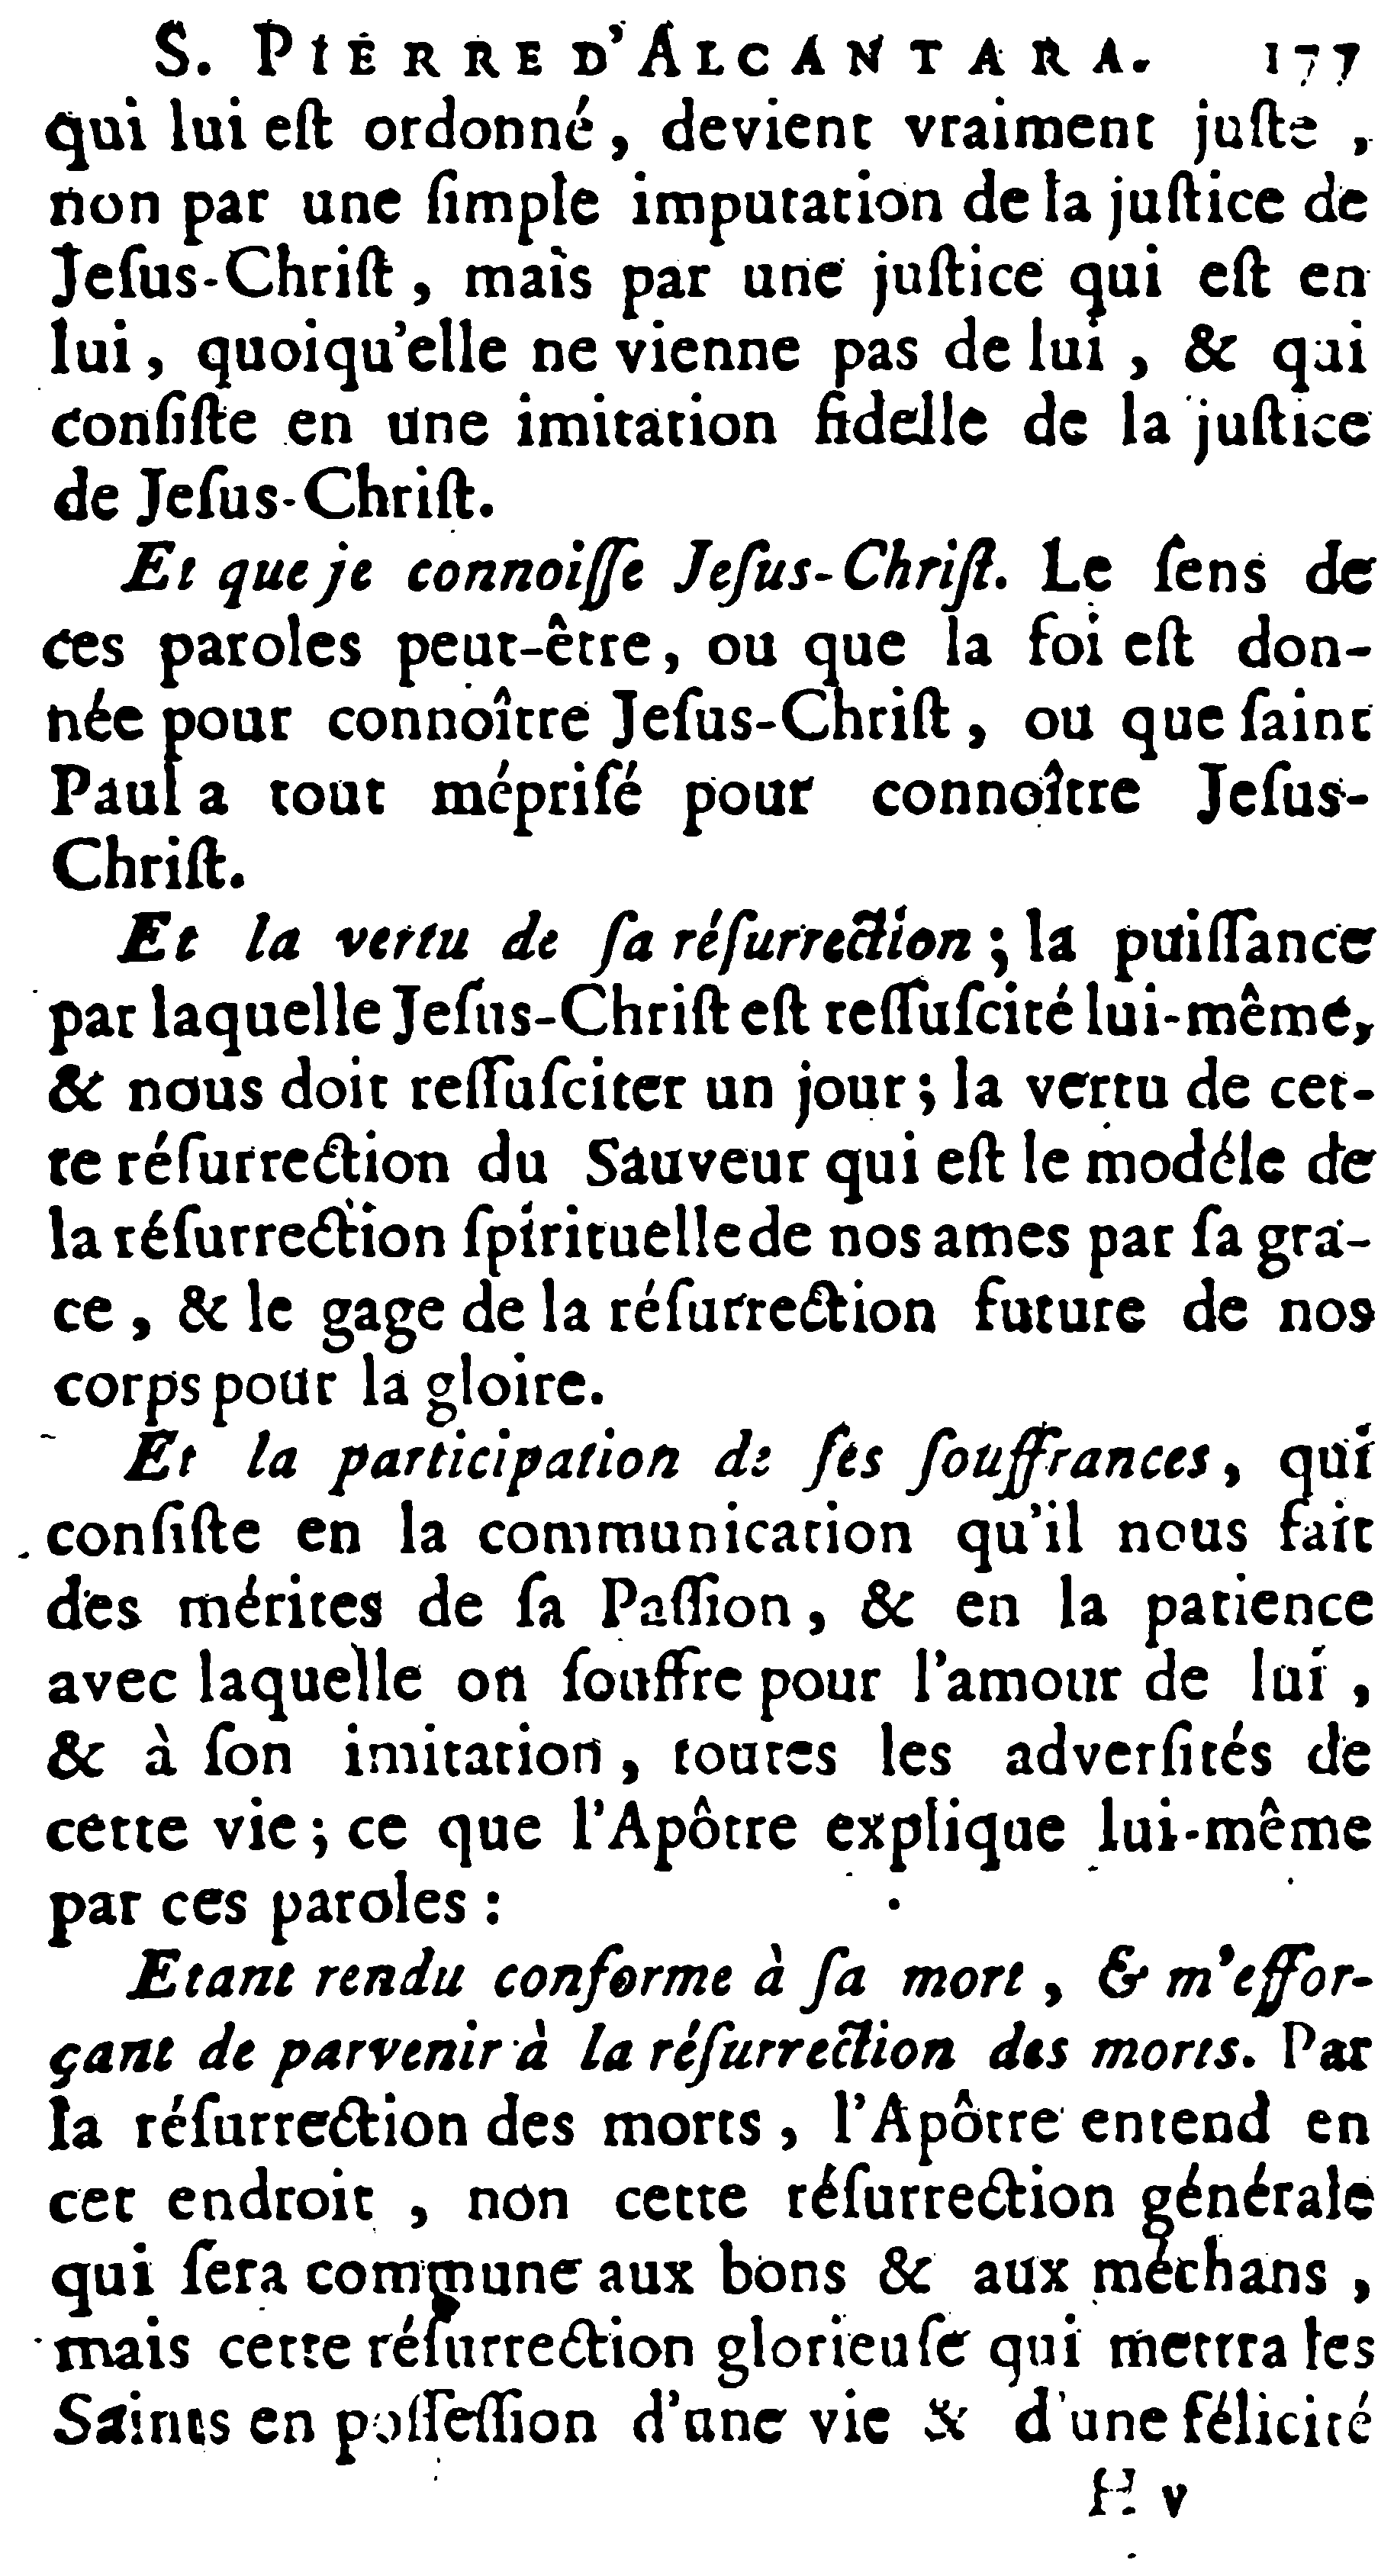 S. PIERRE D'ALCANTARA. 177
qui lui eſt ordonné, devient vraiment juſte,
non par une ſimple imputation de la juſtice de
Jeſus-Chriſt, mais par une juſtice qui eſt en
lui, quoiqu'elle ne vienne pas de lui, & qui
conſiſte en une imitation fidelle de la juſtice
de Jeſus-Chriſt.
Et que je connoiſſe Jeſus-Chriſt. Le ſens de
ces paroles peut-être, ou que la foi eſt don-
née pour connoître Jeſus-Chriſt, ou que ſaint
Paul a tout mépriſé pour connoître Jeſus-
Chriſt.
Et la vertu de ſa réſurrection; la puiſſance
par laquelle Jeſus-Chriſt eſt reſſuſcité lui-même,
& nous doit reſſuſciter un jour; la vertu de cet-
te réſurrection du Sauveur qui eſt le modéle de
la réſurrection ſpirituelle de nos ames par ſa gra-
ce, & le gage de la réſurrection future de nos
corps pour la gloire.
Et la participation de ſes ſouffrances, qui
conſiſte en la communication qu'il nous fait
des mérites de ſa Paſſion, & en la patience
avec laquelle on ſouffre pour l'amour de lui,
& à ſon imitation, toutes les adverſités de
cette vie; ce que l'Apôtre explique lui-même
par ces paroles:
Etant rendu conforme à ſa mort, & m'effor-
çant de parvenir à la réſurrection des morts. Par
la réſurrection des morts, l'Apôtre entend en
cet endroit, non cette réſurrection générale
qui ſera commune aux bons & aux méchans,
mais cette réſurrection glorieuſe qui mettra les
Saints en poſſeſſion d'une vie & d'une félicité
H v